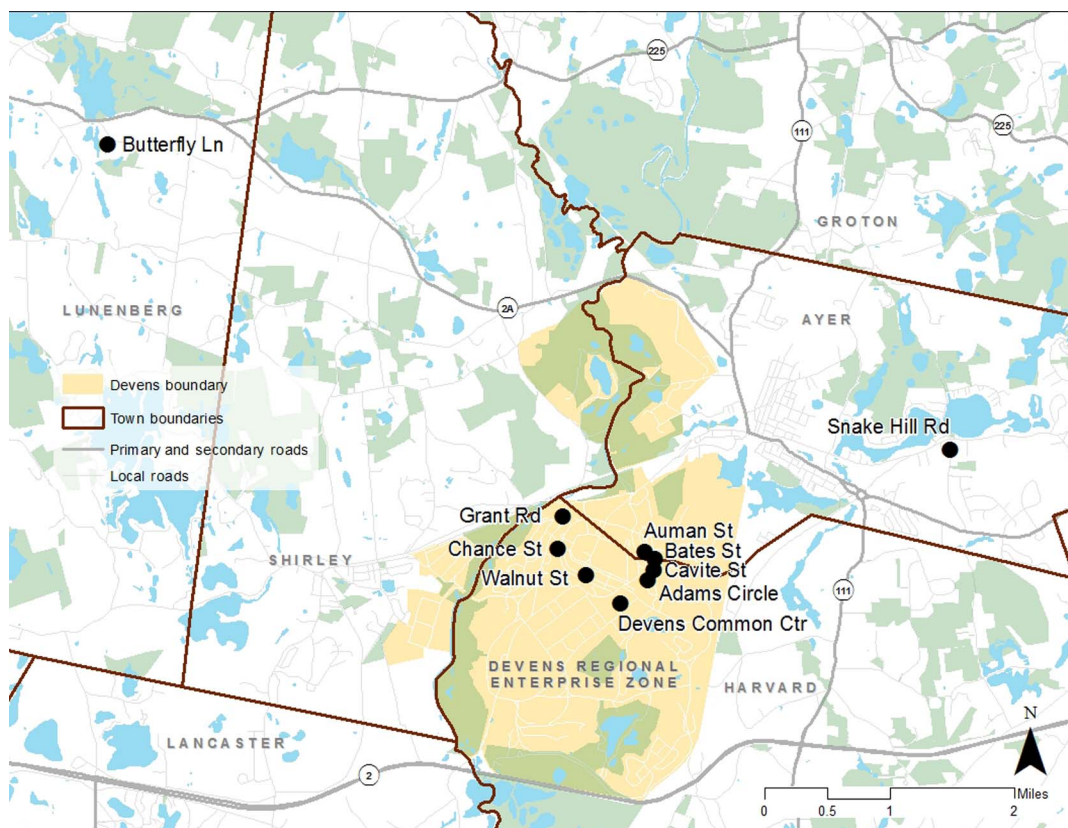 225
111
225
Butterfly Ln
GROTON
LUNENBERG
2A
AYER
Devens boundary
Town boundaries
Primary and secondary roads
Local roads
Snake Hill Rd
Grant Rd
Auman St
Chance St
Bates St
SHIRLEY
Cavite St
Walnut St
Adams Circle
111
Devens Common Ctr
DEVENS REGIONAL
ENTERPRISE ZONE
HARVARD
LANCASTER
N
2
Miles
0 0.5 1 2